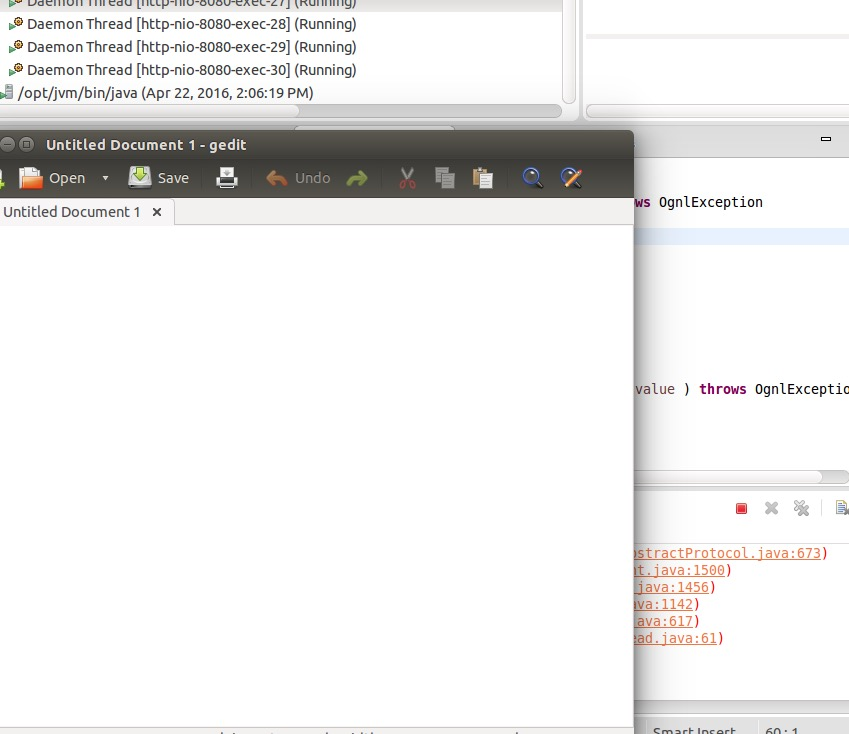 Daemon Thread [http-nio-8080-exec-27] (Running)
Daemon Thread [http-nio-8080-exec-28] (Running)
Daemon Thread [http-nio-8080-exec-29] (Running)
Daemon Thread [http-nio-8080-exec-30] (Running)
/opt/jvm/bin/java (Apr 22, 2016, 2:06:19 PM)
Untitled Document 1 - gedit
Open Save Undo
Untitled Document 1
ws OgnlException
value ) throws OgnlExceptio
ostractProtocol.java:673)
nt.java:1500)
.java:1456)
ava:1142)
ava:617)
ead.java:61)
Smart Insert 60 : 1